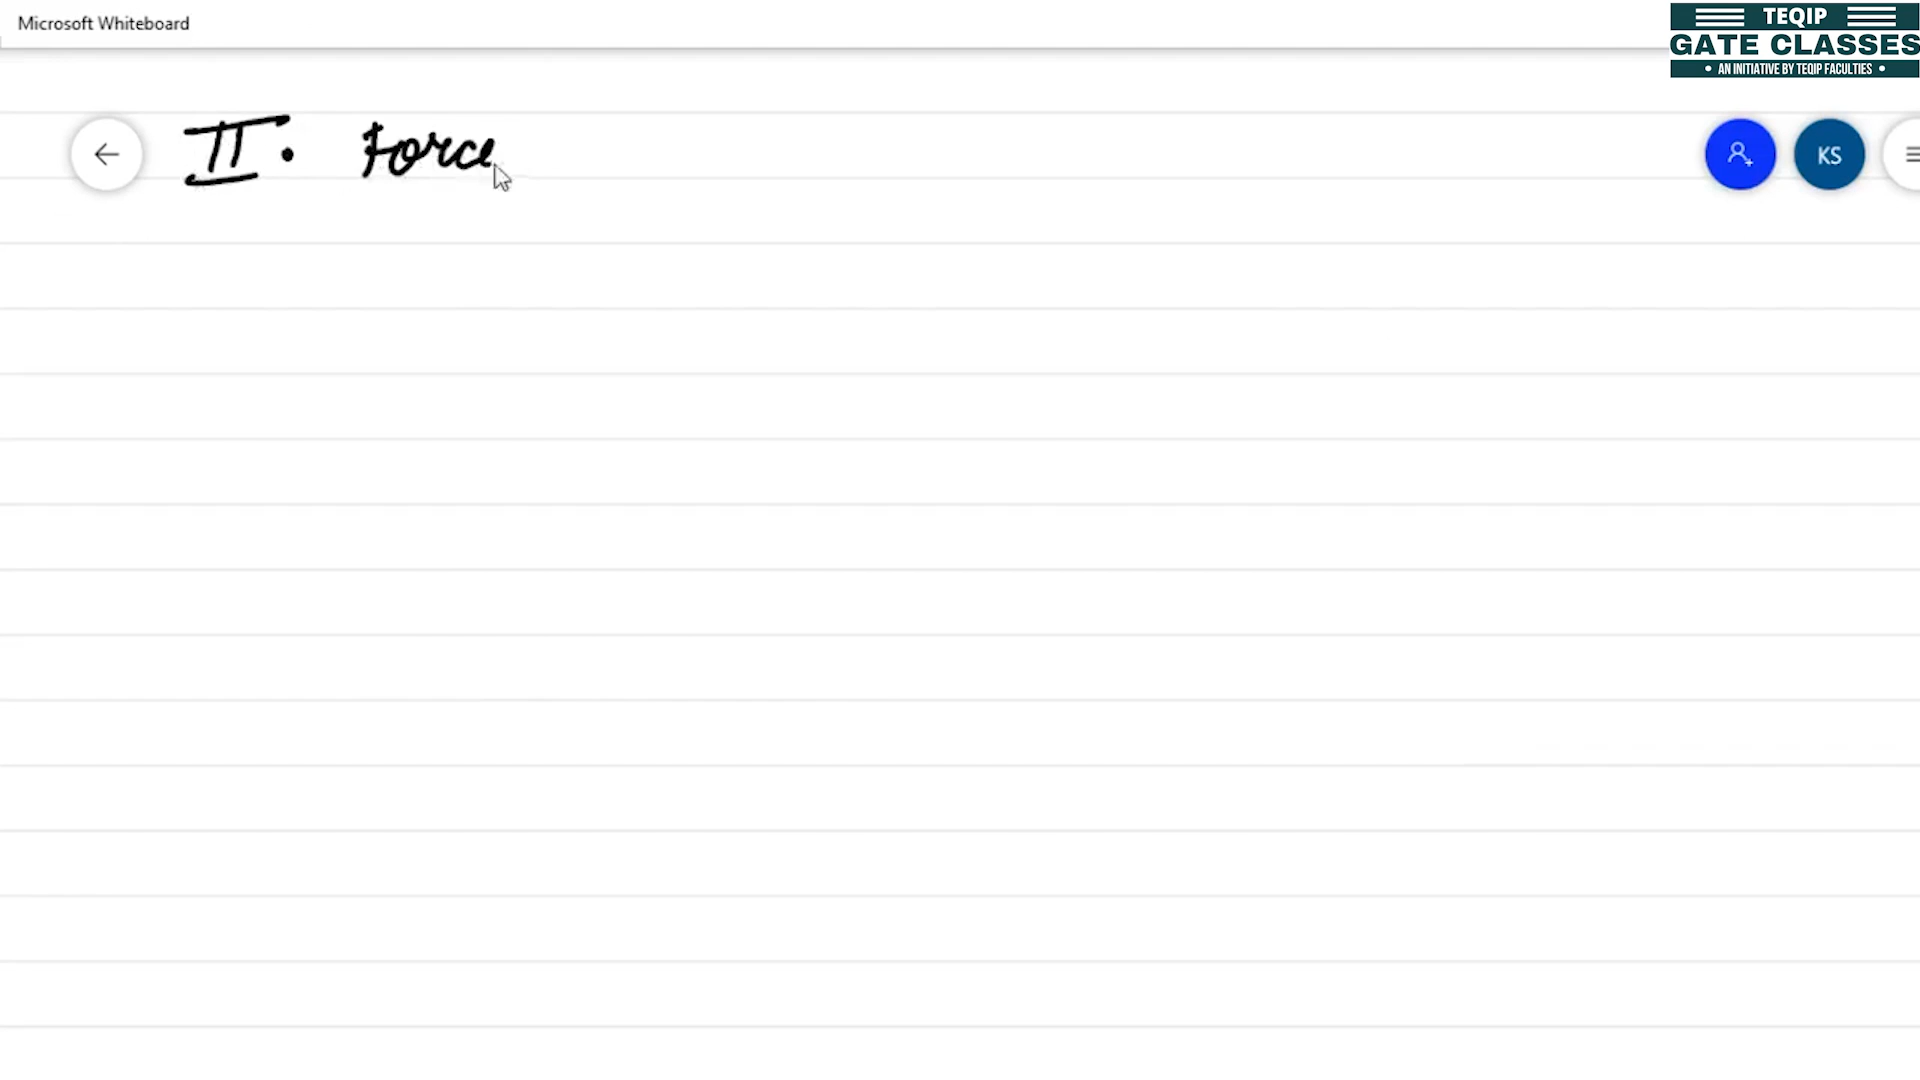 Microsoft Whiteboard
TEQIP
GATE CLASSES
• AN INITIATIVE BY TEQIP FACULTIES •
II. Force
KS